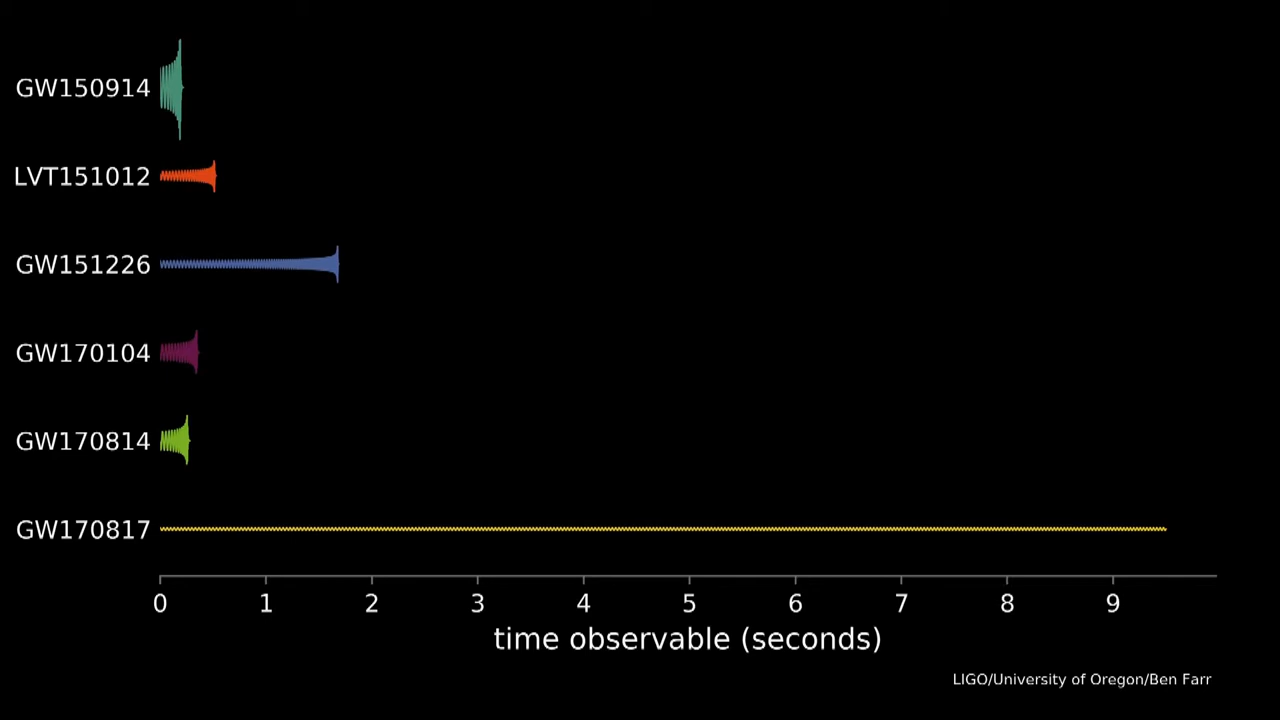 GW150914
LVT151012
GW151226
GW170104
GW170814
GW170817
0 1 2 3 4 5 6 7 8 9
time observable (seconds)
LIGO/University of Oregon/Ben Farr